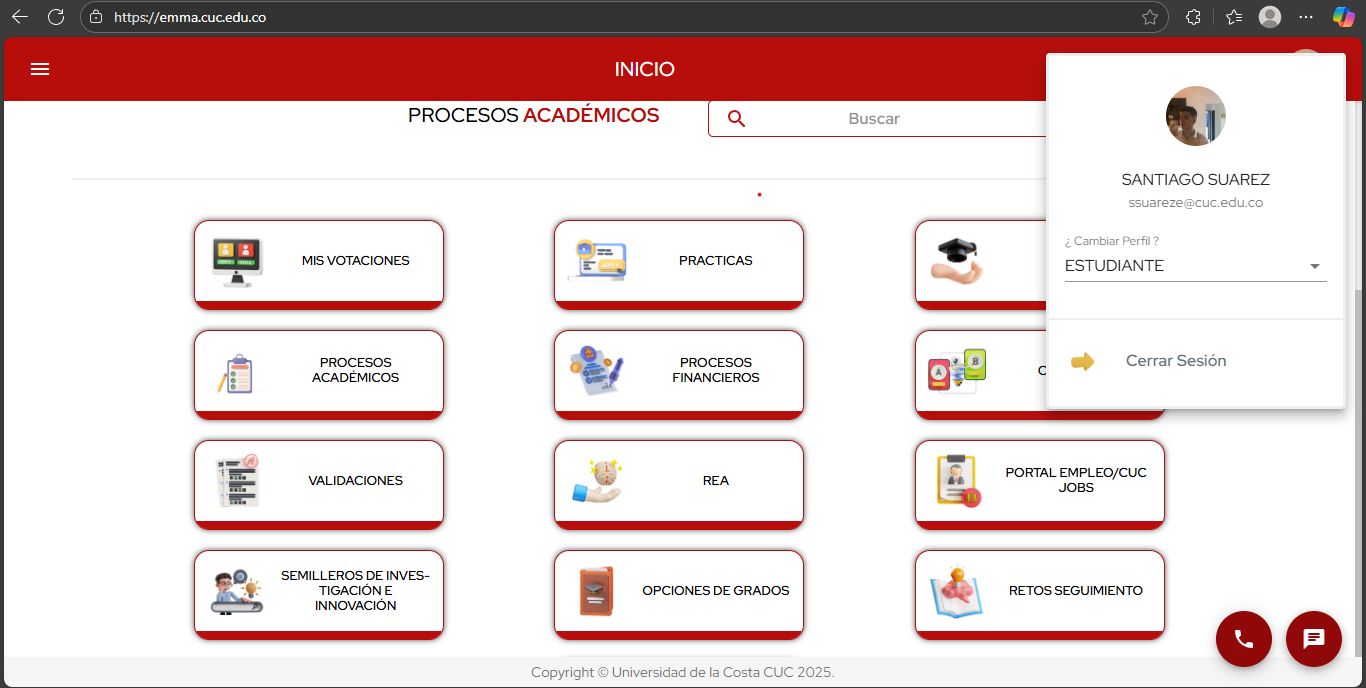 https://emma.cuc.edu.co
INICIO
PROCESOS ACADÉMICOS
Buscar
SANTIAGO SUAREZ
ssuareze@cuc.edu.co
¿ Cambiar Perfil ?
ESTUDIANTE
Cerrar Sesión
MIS VOTACIONES
PRACTICAS
PROCESOS
ACADÉMICOS
PROCESOS
FINANCIEROS
VALIDACIONES
REA
PORTAL EMPLEO/CUC
JOBS
SEMILLEROS DE INVES-
TIGACIÓN E
INNOVACIÓN
OPCIONES DE GRADOS
RETOS SEGUIMIENTO
Copyright © Universidad de la Costa CUC 2025.